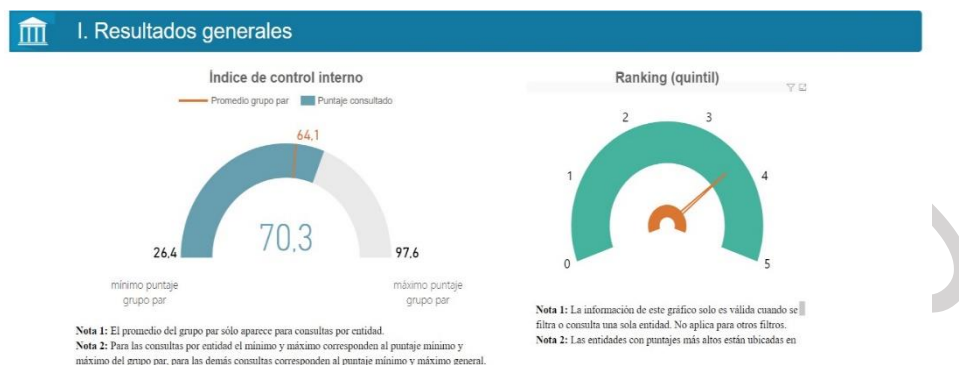 I. Resultados generales
Índice de control interno
Promedio grupo par Puntaje consultado
64,1
70,3
26,4
97,6
mínimo puntaje
grupo par
máximo puntaje
grupo par
Nota 1: El promedio del grupo par sólo aparece para consultas por entidad.
Nota 2: Para las consultas por entidad el mínimo y máximo corresponden al puntaje mínimo y
máximo del grupo par, para las demás consultas corresponden al puntaje mínimo y máximo general.
Ranking (quintil)
0
1
2
3
4
5
Nota 1: La información de este gráfico solo es válida cuando se
filtra o consulta una sola entidad. No aplica para otros filtros.
Nota 2: Las entidades con puntajes más altos están ubicadas en